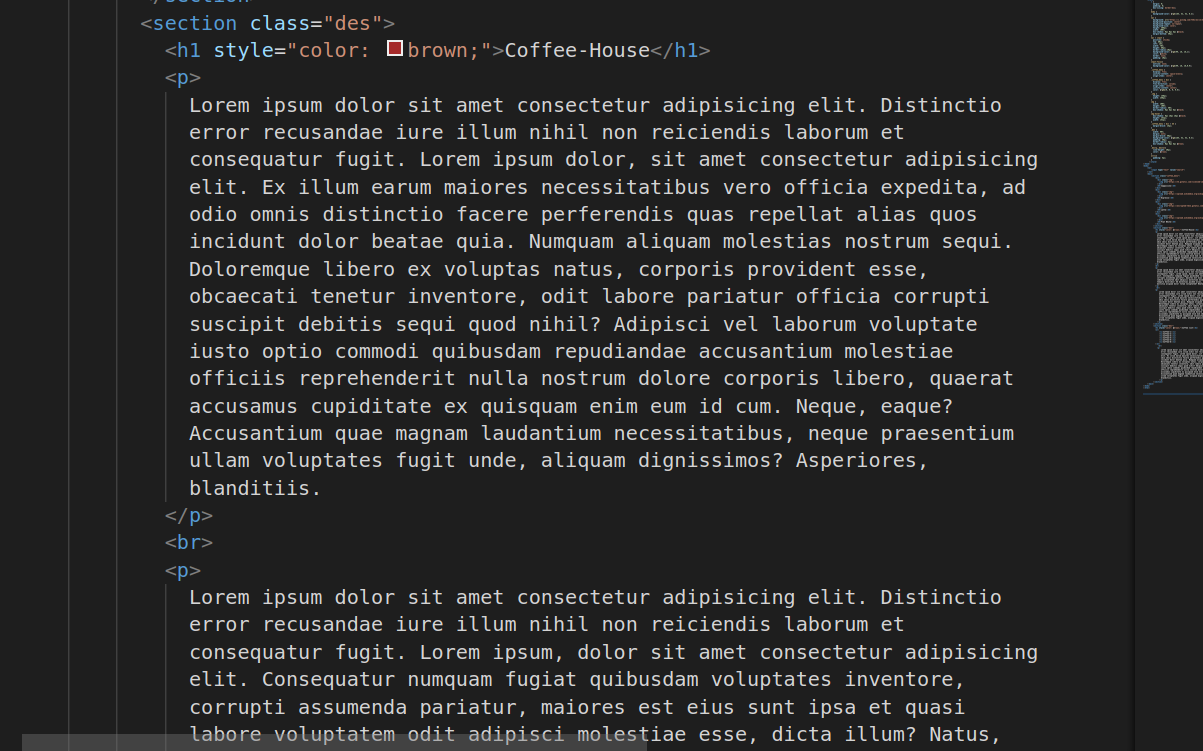 </section>
<section class="des">
<h1 style="color: brown;">Coffee-House</h1>
<p>
Lorem ipsum dolor sit amet consectetur adipisicing elit. Distinctio
error recusandae iure illum nihil non reiciendis laborum et
consequatur fugit. Lorem ipsum dolor, sit amet consectetur adipisicing
elit. Ex illum earum maiores necessitatibus vero officia expedita, ad
odio omnis distinctio facere perferendis quas repellat alias quos
incidunt dolor beatae quia. Numquam aliquam molestias nostrum sequi.
Doloremque libero ex voluptas natus, corporis provident esse,
obcaecati tenetur inventore, odit labore pariatur officia corrupti
suscipit debitis sequi quod nihil? Adipisci vel laborum voluptate
iusto optio commodi quibusdam repudiandae accusantium molestiae
officiis reprehenderit nulla nostrum dolore corporis libero, quaerat
accusamus cupiditate ex quisquam enim eum id cum. Neque, eaque?
Accusantium quae magnam laudantium necessitatibus, neque praesentium
ullam voluptates fugit unde, aliquam dignissimos? Asperiores,
blanditiis.
</p>
<br>
<p>
Lorem ipsum dolor sit amet consectetur adipisicing elit. Distinctio
error recusandae iure illum nihil non reiciendis laborum et
consequatur fugit. Lorem ipsum, dolor sit amet consectetur adipisicing
elit. Consequatur numquam fugiat quibusdam voluptates inventore,
corrupti assumenda pariatur, maiores est eius sunt ipsa et quasi
labore voluptatem odit adipisci molestiae esse, dicta illum? Natus,